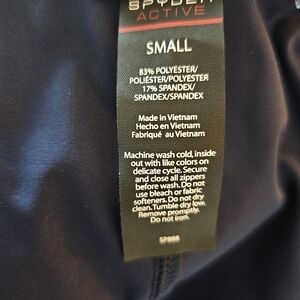 SPYDER
ACTIVE
SMALL
83% POLYESTER/
POLIÉSTER/POLYESTER
17% SPANDEX/
SPANDEX/SPANDEX
Made in Vietnam
Hecho en Vietnam
Fabriqué au Vietnam
Machine wash cold, inside
out with like colors on
delicate cycle. Secure
and close all zippers
before wash. Do not
use bleach or fabric
softeners. Do not dry
clean. Tumble dry low.
Remove promptly.
Do not iron.
SP888